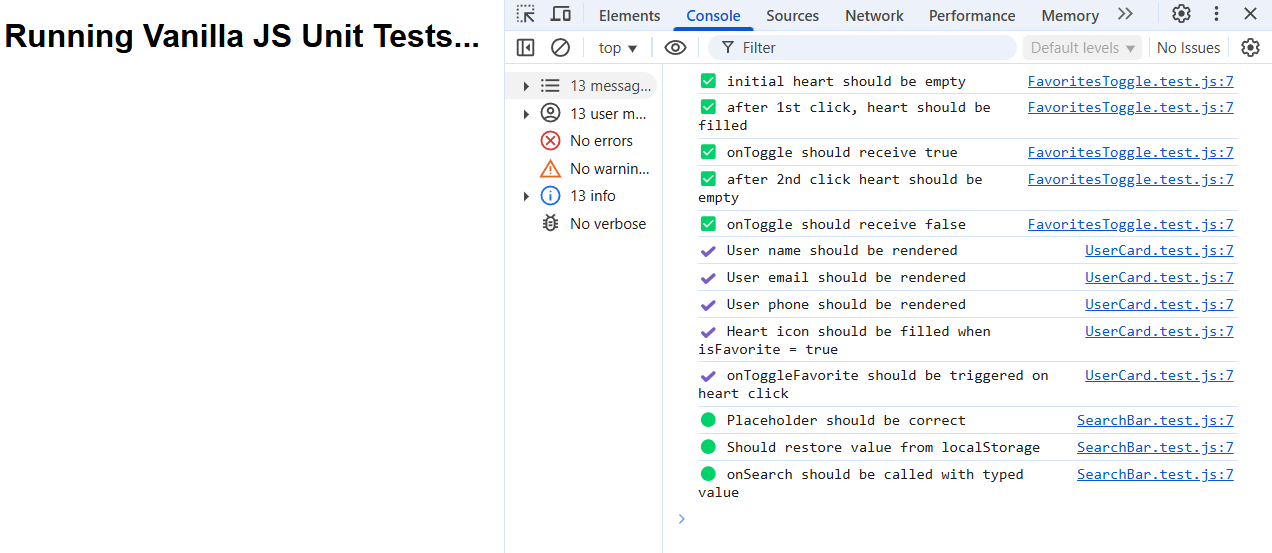 Running Vanilla JS Unit Tests...
Elements Console Sources Network Performance Memory
top Filter Default levels No Issues
13 messag...
13 user m...
No errors
No warnin...
13 info
No verbose
✅ initial heart should be empty FavoritesToggle.test.js:7
✅ after 1st click, heart should be FavoritesToggle.test.js:7
filled
✅ onToggle should receive true FavoritesToggle.test.js:7
✅ after 2nd click heart should be FavoritesToggle.test.js:7
empty
✅ onToggle should receive false FavoritesToggle.test.js:7
✔ User name should be rendered UserCard.test.js:7
✔ User email should be rendered UserCard.test.js:7
✔ User phone should be rendered UserCard.test.js:7
✔ Heart icon should be filled when UserCard.test.js:7
isFavorite = true
✔ onToggleFavorite should be triggered on UserCard.test.js:7
heart click
🟢 Placeholder should be correct SearchBar.test.js:7
🟢 Should restore value from localStorage SearchBar.test.js:7
🟢 onSearch should be called with typed SearchBar.test.js:7
value